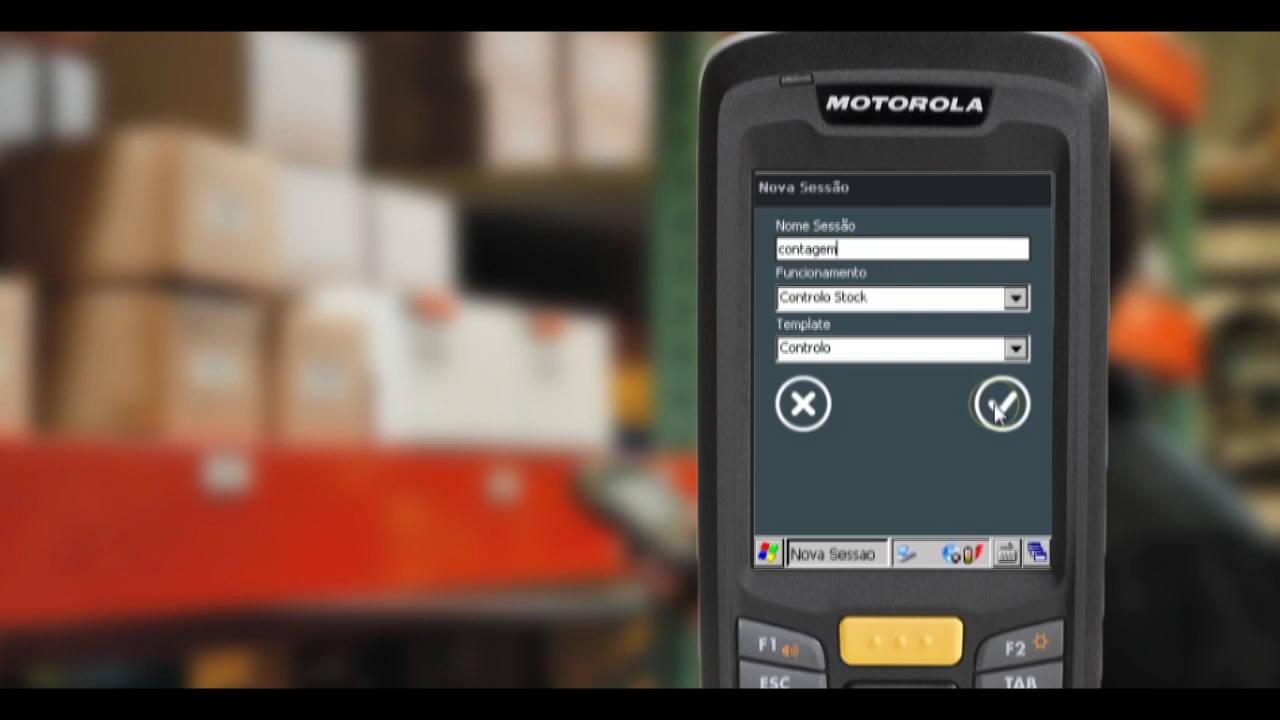 MOTOROLA
Nova Sessão
Nome Sessão
contagem
Funcionamento
Controlo Stock
Template
Controlo
Nova Sessao
F1
F2
ESC
TAB